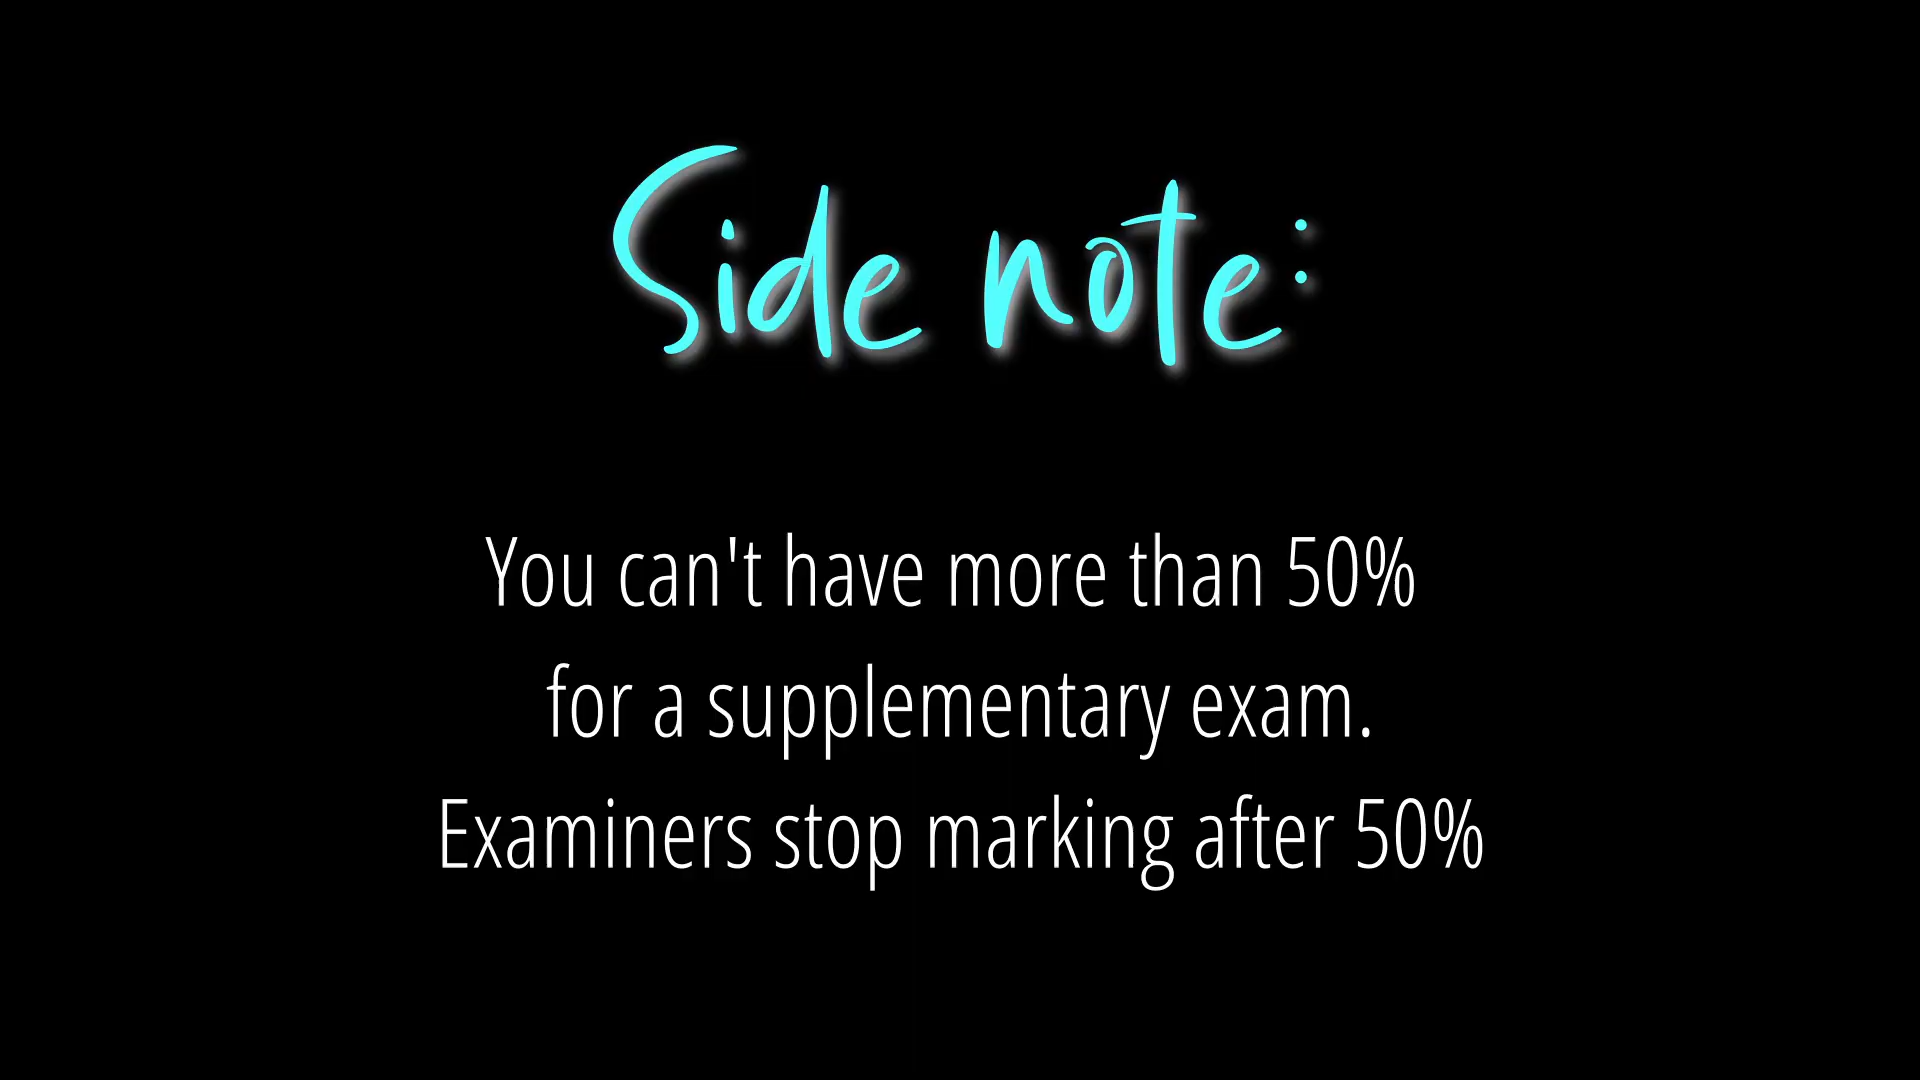 Side note:
You can't have more than 50%
for a supplementary exam.
Examiners stop marking after 50%